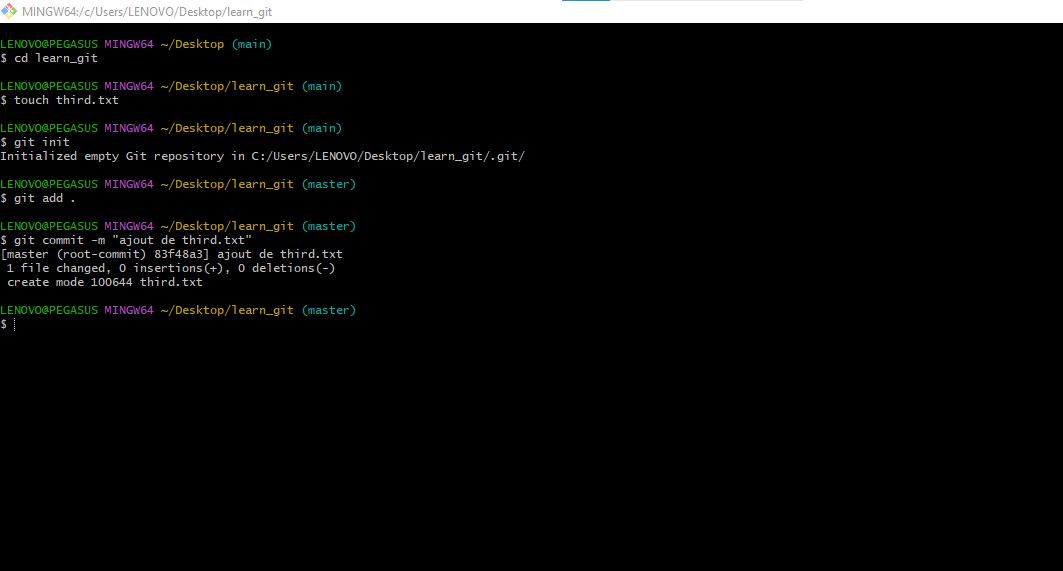 MINGW64:/c/Users/LENOVO/Desktop/learn_git
LENOVO@PEGASUS MINGW64 ~/Desktop (main)
$ cd learn_git
LENOVO@PEGASUS MINGW64 ~/Desktop/learn_git (main)
$ touch third.txt
LENOVO@PEGASUS MINGW64 ~/Desktop/learn_git (main)
$ git init
Initialized empty Git repository in C:/Users/LENOVO/Desktop/learn_git/.git/
LENOVO@PEGASUS MINGW64 ~/Desktop/learn_git (master)
$ git add .
LENOVO@PEGASUS MINGW64 ~/Desktop/learn_git (master)
$ git commit -m "ajout de third.txt"
[master (root-commit) 83f48a3] ajout de third.txt
 1 file changed, 0 insertions(+), 0 deletions(-)
 create mode 100644 third.txt
LENOVO@PEGASUS MINGW64 ~/Desktop/learn_git (master)
$